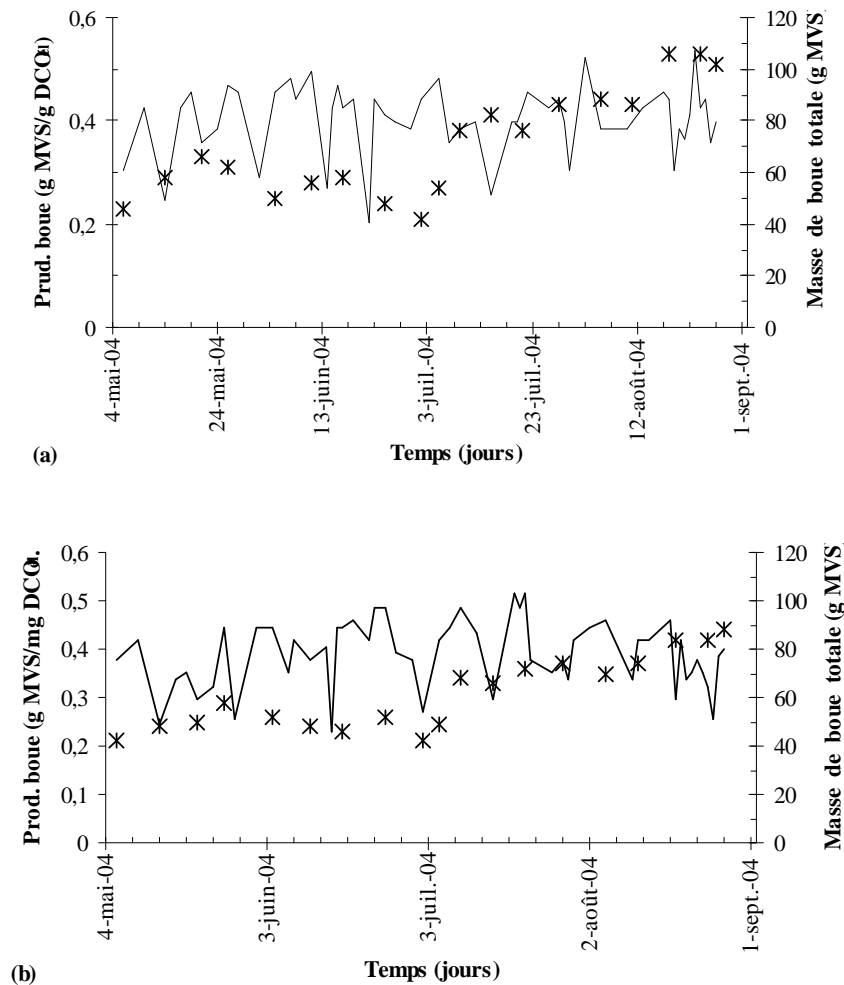 Prud. boue (g MVS/g DCO
0,6
0,4
0,2
0
120
100
80
60
40
20
0
Masse de boue totale (g MVS)
4-mai-04
24-mai-04
13-juin-04
3-juil.-04
23-juil.-04
12-août-04
1-sept.-04
Temps (jours)
(a)
Prod. boue (g MVS/mg DCO
0,6
0,5
0,4
0,3
0,2
0,1
0
120
100
80
60
40
20
0
Masse de boue totale (g MVS)
4-mai-04
3-juin-04
3-juil.-04
2-août-04
1-sept.-04
Temps (jours)
(b)